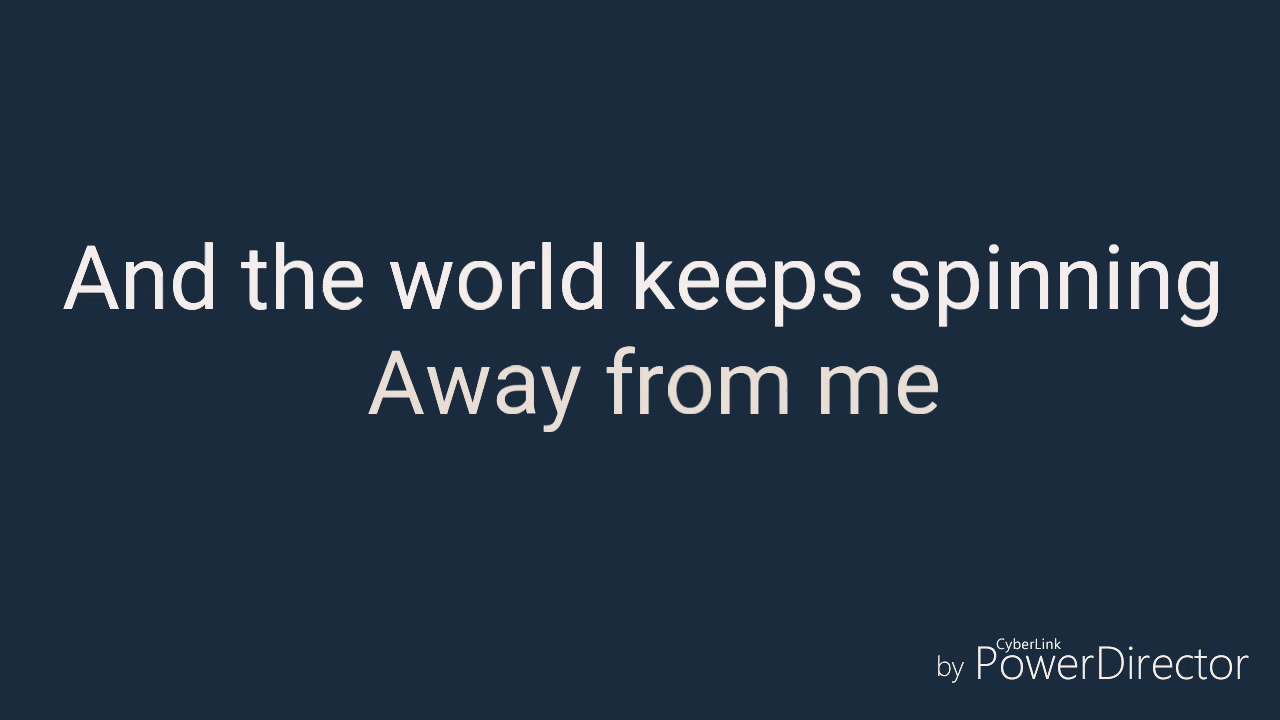 And the world keeps spinning
Away from me
CyberLink
by PowerDirector